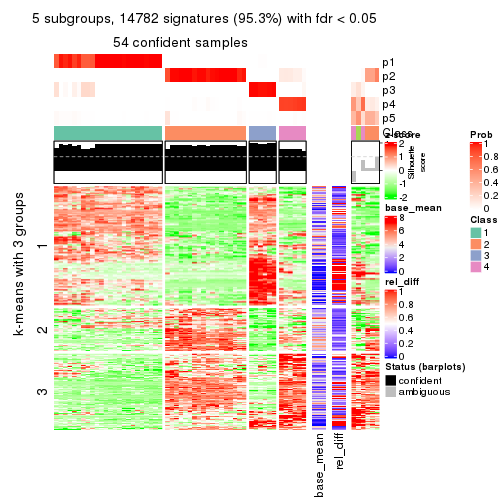 5 subgroups, 14782 signatures (95.3%) with fdr < 0.05
54 confident samples
p1
p2
p3
p4
p5
Class
k-means with 3 groups
1
2
3
Silhouette
score
z-score
2
1
0
-1
-2
base_mean
8
6
4
2
0
rel_diff
1
0.8
0.6
0.4
0.2
0
Status (barplots)
confident
ambiguous
Prob
1
0.8
0.6
0.4
0.2
0
Class
1
2
3
4
base_mean
rel_diff